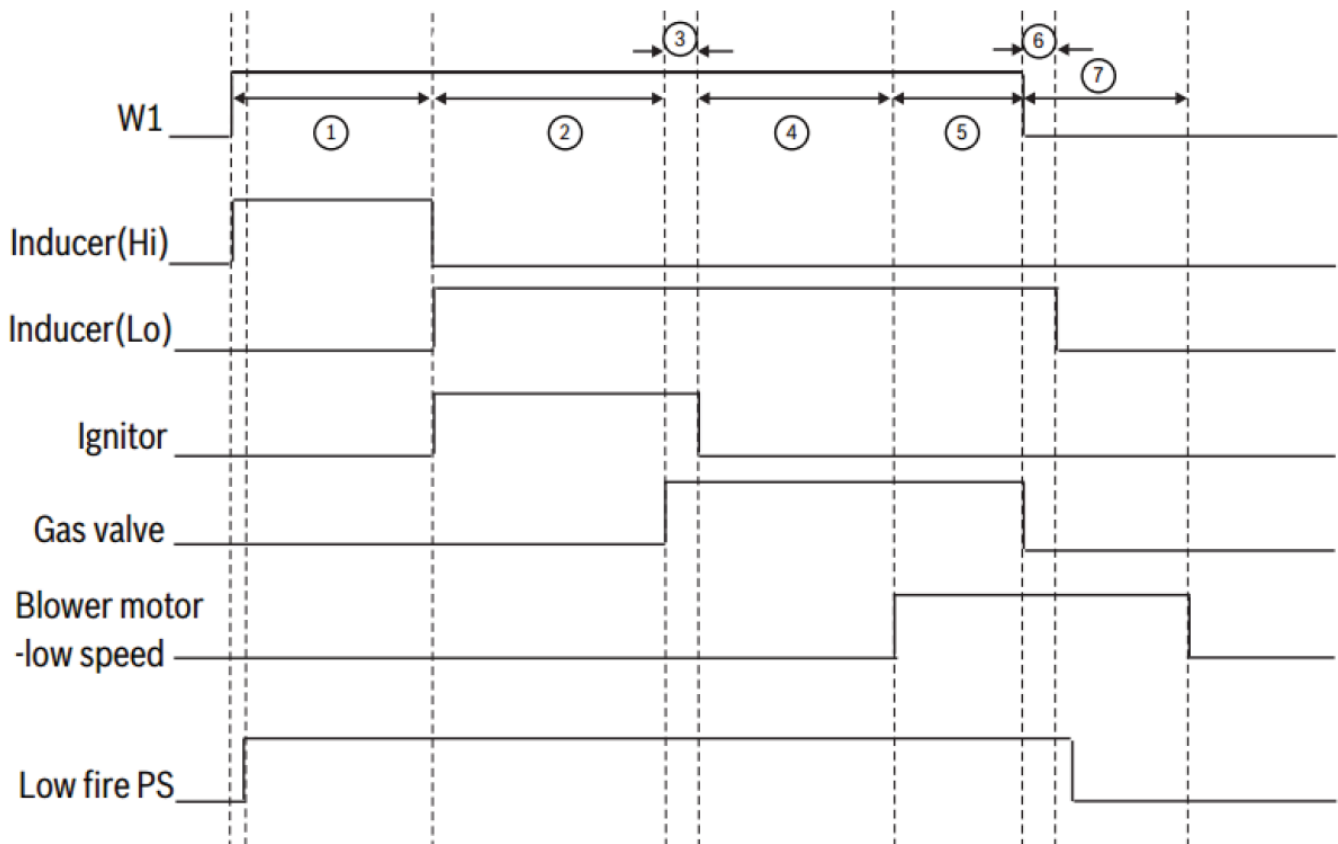 ③
⑥
⑦
W1
①
②
④
⑤
Inducer(Hi)
Inducer(Lo)
Ignitor
Gas valve
Blower motor
-low speed
Low fire PS